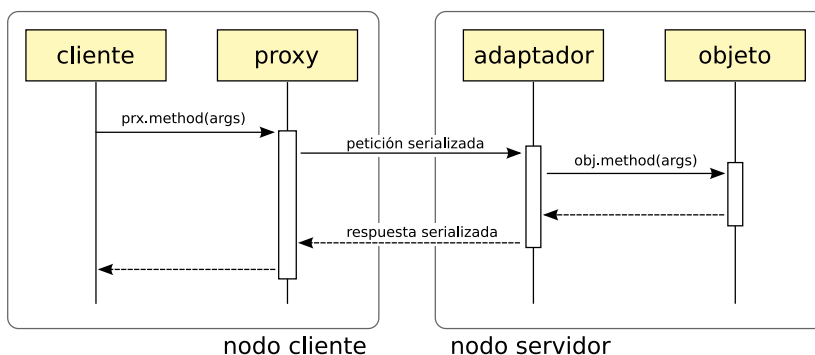 cliente
proxy
adaptador
objeto
prx.method(args)
petición serializada
obj.method(args)
respuesta serializada
nodo cliente
nodo servidor